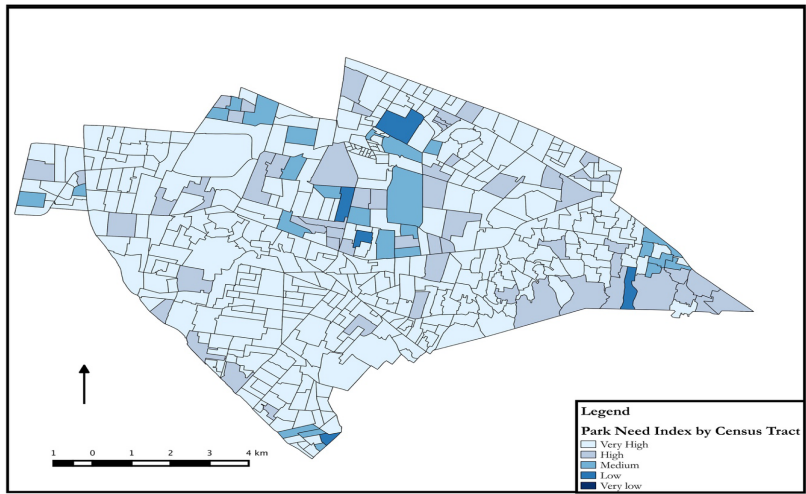 1 0 1 2 3 4 km
Legend
Park Need Index by Census Tract
Very High
High
Medium
Low
Very low